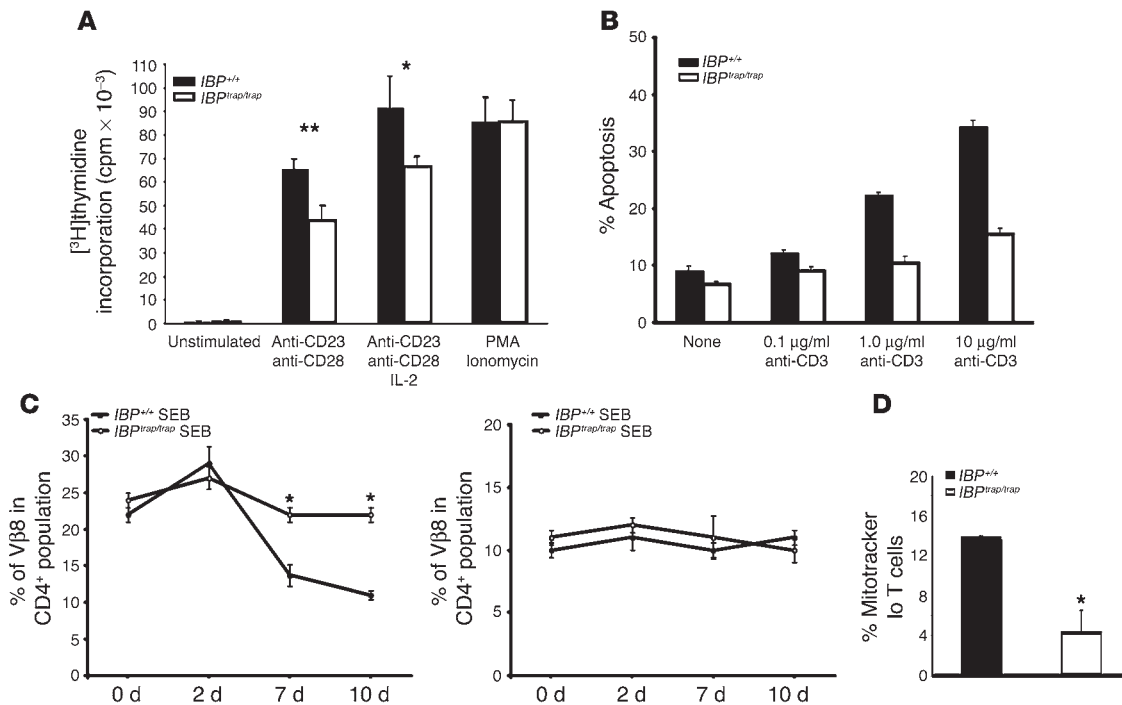 A
[³H]thymidine
incorporation (cpm × 10⁻³)
110
100
90
80
70
60
50
40
30
20
10
0
IBP+/+
IBPtrap/trap
**
*
Unstimulated
Anti-CD23
anti-CD28
Anti-CD23
anti-CD28
IL-2
PMA
Ionomycin
B
% Apoptosis
50
40
30
20
10
0
IBP+/+
IBPtrap/trap
None
0.1 µg/ml
anti-CD3
1.0 µg/ml
anti-CD3
10 µg/ml
anti-CD3
C
% of Vβ8 in
CD4+ population
35
30
25
20
15
10
5
0
IBP+/+ SEB
IBPtrap/trap SEB
*
*
0 d
2 d
7 d
10 d
% of Vβ8 in
CD4+ population
20
15
10
5
0
IBP+/+ SEB
IBPtrap/trap SEB
0 d
2 d
7 d
10 d
D
% Mitotracker
lo T cells
20
16
12
8
4
0
IBP+/+
IBPtrap/trap
*